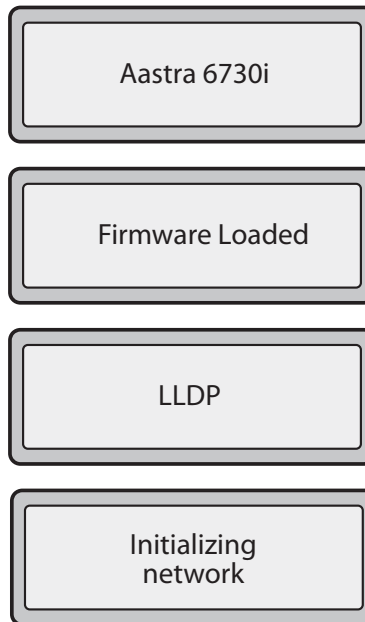 Aastra 6730i
Firmware Loaded
LLDP
Initializing
network